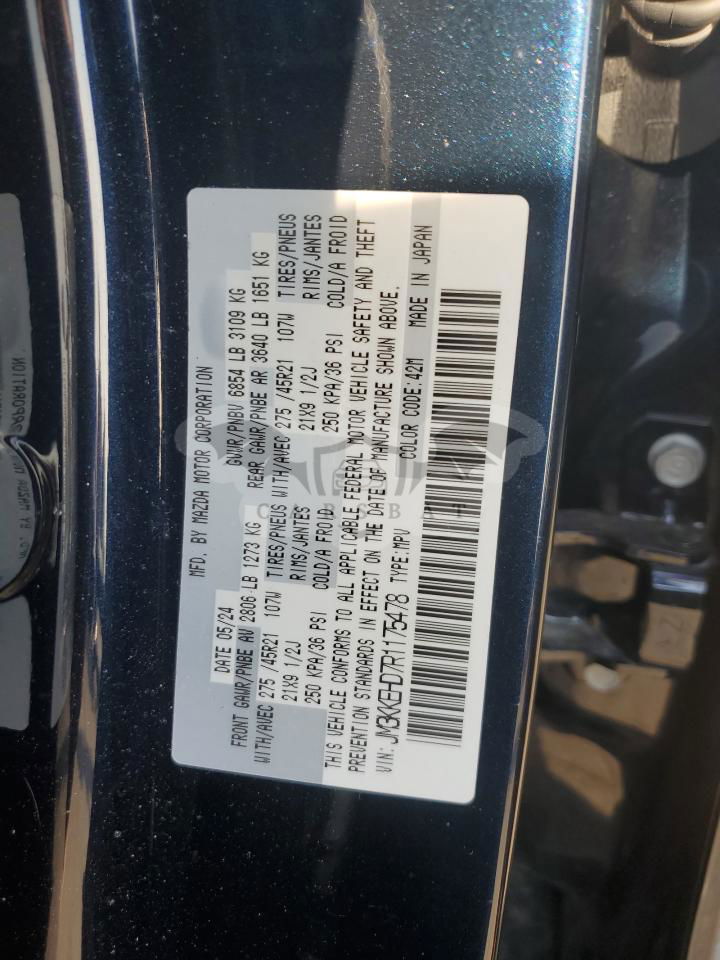 MFD. BY MAZDA MOTOR CORPORATION
DATE 05/24 GVWR/PNBV 6854 LB 3109 KG
FRONT GAWR/PNBE AV 2806 LB 1273 KG REAR GAWR/PNBE AR 3640 LB 1651 KG
WITH/AVEC 275 /45R21 107W TIRES/PNEUS WITH/AVEC 275 /45R21 107W TIRES/PNEUS
21X9 1/2J RIMS/JANTES 21X9 1/2J RIMS/JANTES
250 KPA/36 PSI COLD/A FROID 250 KPA/36 PSI COLD/A FROID
THIS VEHICLE CONFORMS TO ALL APPLICABLE FEDERAL MOTOR VEHICLE SAFETY AND THEFT
PREVENTION STANDARDS IN EFFECT ON THE DATE OF MANUFACTURE SHOWN ABOVE.
VIN: JM3KKEHD7R1175478 TYPE:MPV COLOR CODE:42M MADE IN JAPAN
CARSBAT